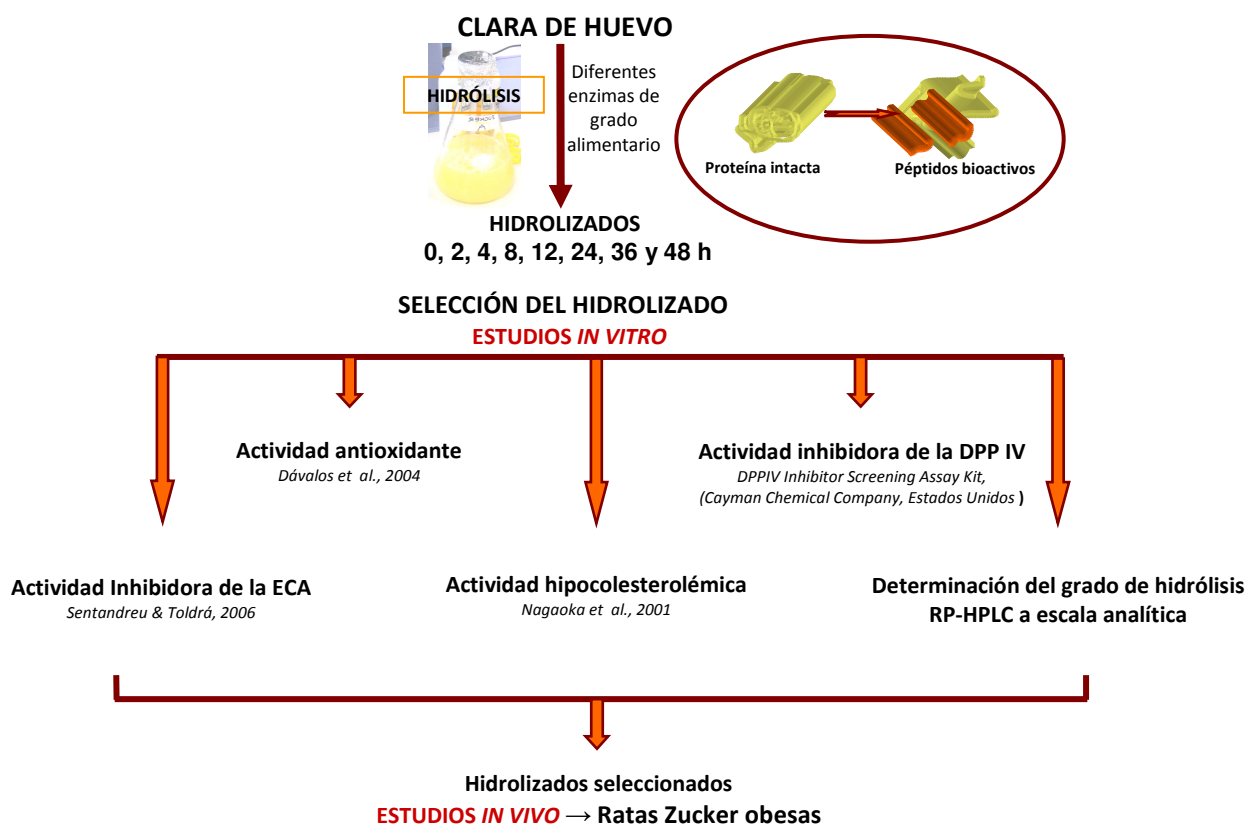 CLARA DE HUEVO
HIDRÓLISIS
Diferentes
enzimas de
grado
alimentario
Proteína intacta
Péptidos bioactivos
HIDROLIZADOS
0, 2, 4, 8, 12, 24, 36 y 48 h
SELECCIÓN DEL HIDROLIZADO
ESTUDIOS IN VITRO
Actividad antioxidante
Dávalos et al., 2004
Actividad inhibidora de la DPP IV
DPPIV Inhibitor Screening Assay Kit,
(Cayman Chemical Company, Estados Unidos )
Actividad Inhibidora de la ECA
Sentandreu & Toldrá, 2006
Actividad hipocolesterolémica
Nagaoka et al., 2001
Determinación del grado de hidrólisis
RP-HPLC a escala analítica
Hidrolizados seleccionados
ESTUDIOS IN VIVO → Ratas Zucker obesas